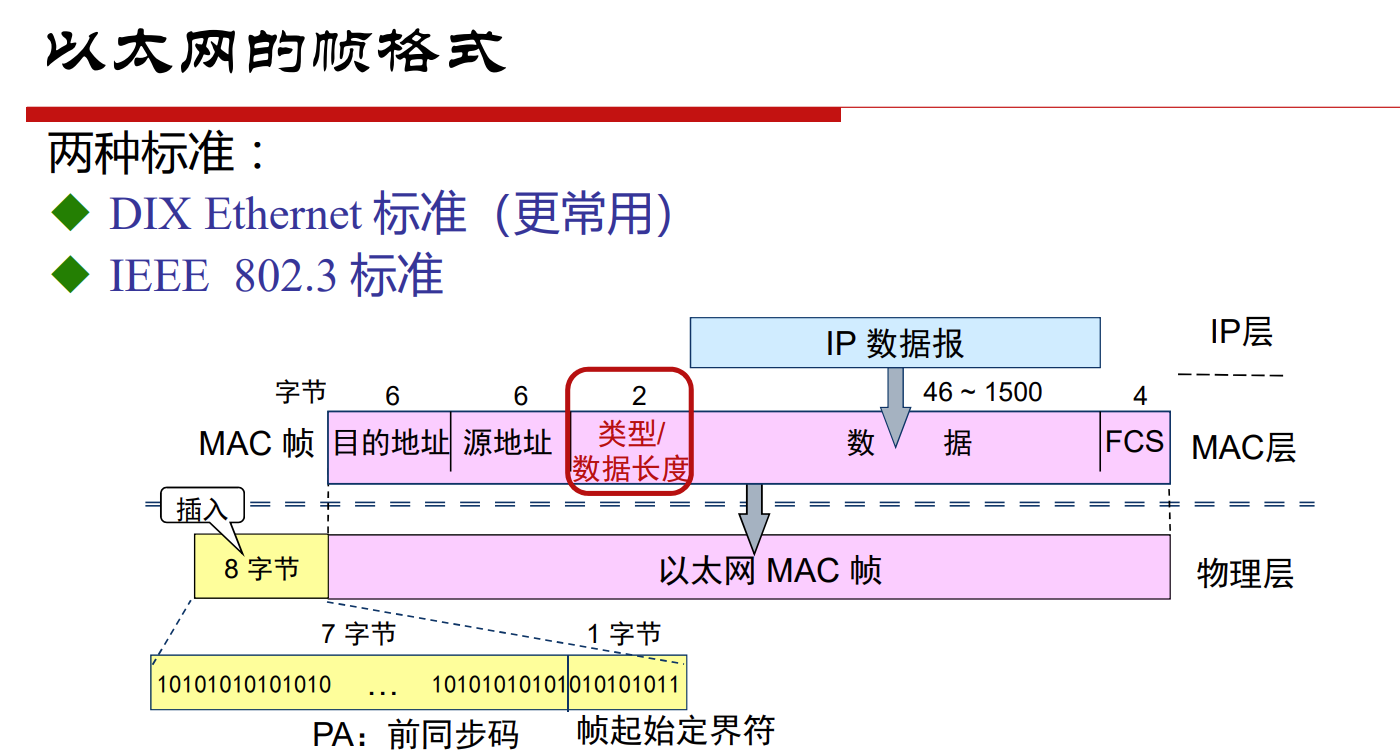 以太网的帧格式
两种标准：
DIX Ethernet 标准（更常用）
IEEE 802.3 标准
IP 数据报
IP层
字节 6 6 2 46 ~ 1500 4
MAC 帧 目的地址 源地址 类型/
数据长度 数 据 FCS MAC层
插入
8 字节 以太网 MAC 帧 物理层
7 字节 1 字节
10101010101010 … 10101010101010101011
PA：前同步码 帧起始定界符